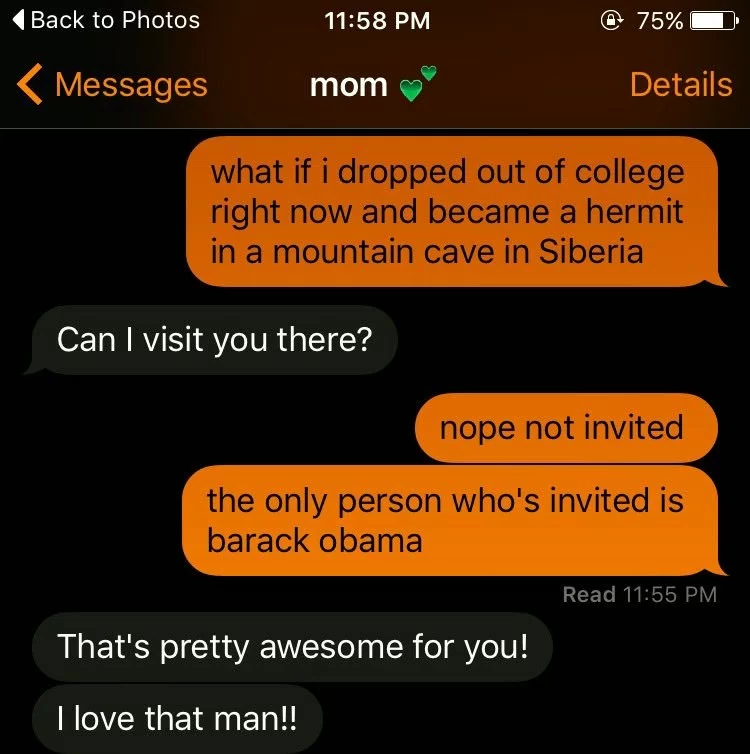 Back to Photos 11:58 PM 75%
Messages mom 💚 Details
what if i dropped out of college
right now and became a hermit
in a mountain cave in Siberia
Can I visit you there?
nope not invited
the only person who's invited is
barack obama
Read 11:55 PM
That's pretty awesome for you!
I love that man!!